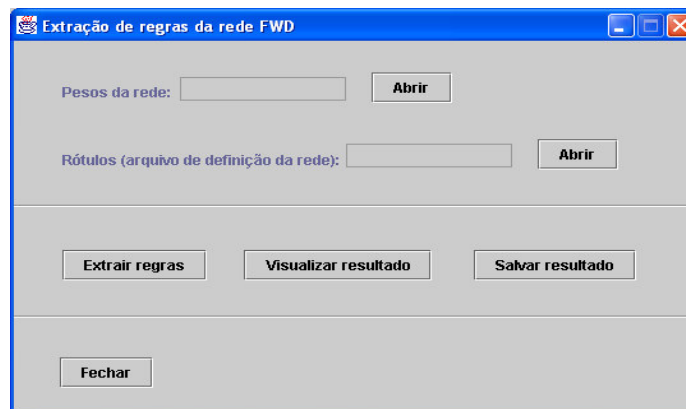 Extração de regras da rede FWD
Pesos da rede: Abrir
Rótulos (arquivo de definição da rede): Abrir
Extrair regras Visualizar resultado Salvar resultado
Fechar